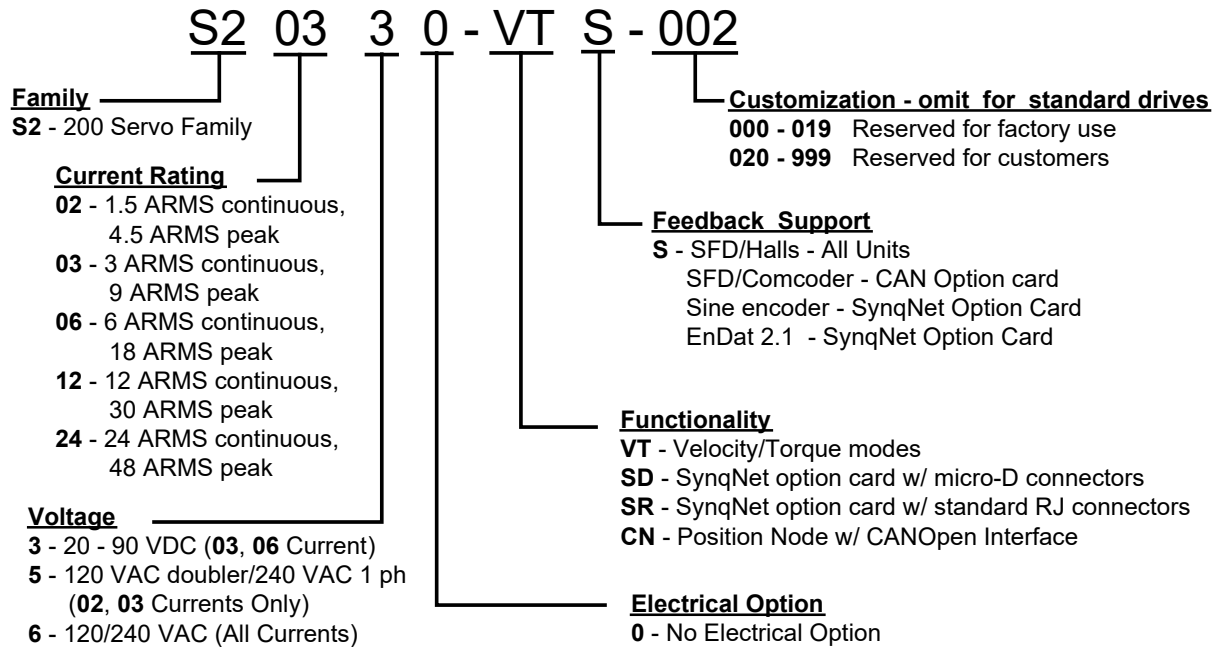 S2 03 3 0 - VT S - 002
Family
S2 - 200 Servo Family
Current Rating
02 - 1.5 ARMS continuous,
4.5 ARMS peak
03 - 3 ARMS continuous,
9 ARMS peak
06 - 6 ARMS continuous,
18 ARMS peak
12 - 12 ARMS continuous,
30 ARMS peak
24 - 24 ARMS continuous,
48 ARMS peak
Voltage
3 - 20 - 90 VDC (03, 06 Current)
5 - 120 VAC doubler/240 VAC 1 ph
(02, 03 Currents Only)
6 - 120/240 VAC (All Currents)
Customization - omit for standard drives
000 - 019 Reserved for factory use
020 - 999 Reserved for customers
Feedback Support
S - SFD/Halls - All Units
SFD/Comcoder - CAN Option card
Sine encoder - SynqNet Option Card
EnDat 2.1 - SynqNet Option Card
Functionality
VT - Velocity/Torque modes
SD - SynqNet option card w/ micro-D connectors
SR - SynqNet option card w/ standard RJ connectors
CN - Position Node w/ CANOpen Interface
Electrical Option
0 - No Electrical Option